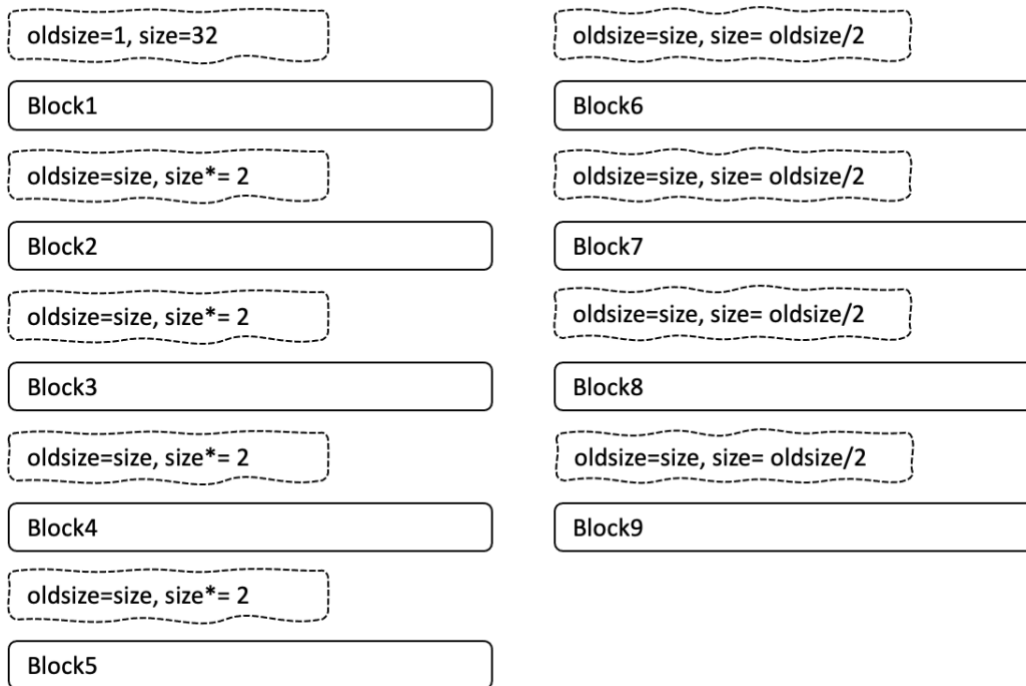 oldsize=1, size=32
Block1
oldsize=size, size*= 2
Block2
oldsize=size, size*= 2
Block3
oldsize=size, size*= 2
Block4
oldsize=size, size*= 2
Block5
oldsize=size, size= oldsize/2
Block6
oldsize=size, size= oldsize/2
Block7
oldsize=size, size= oldsize/2
Block8
oldsize=size, size= oldsize/2
Block9